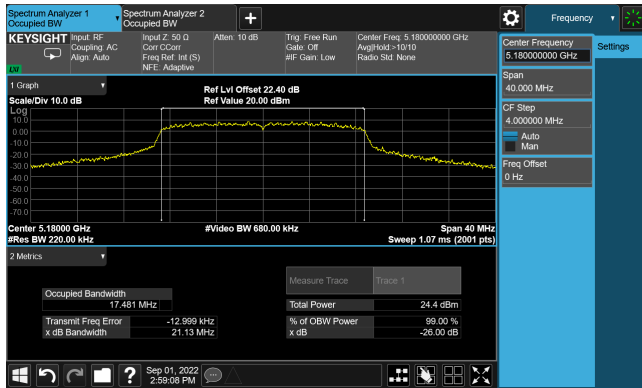 Spectrum Analyzer 1
Occupied BW
Spectrum Analyzer 2
Occupied BW
+
Frequency
KEYSIGHT
Input: RF
Coupling: AC
Align: Auto
Input Z: 50 Ω
Corr CCorr
Freq Ref: Int (S)
NFE: Adaptive
Atten: 10 dB
Trig: Free Run
Gate: Off
#IF Gain: Low
Center Freq: 5.180000000 GHz
Avg|Hold:>10/10
Radio Std: None
LXI
Center Frequency
5.180000000 GHz
Settings
Span
40.000 MHz
CF Step
4.000000 MHz
Auto
Man
Freq Offset
0 Hz
1 Graph
Scale/Div 10.0 dB
Ref Lvl Offset 22.40 dB
Ref Value 20.00 dBm
Log
10.0
0.00
-10.0
-20.0
-30.0
-40.0
-50.0
-60.0
-70.0
Center 5.18000 GHz
#Res BW 220.00 kHz
#Video BW 680.00 kHz
Span 40 MHz
Sweep 1.07 ms (2001 pts)
2 Metrics
Measure Trace
Trace 1
Occupied Bandwidth
17.481 MHz
Total Power
24.4 dBm
Transmit Freq Error
-12.999 kHz
% of OBW Power
99.00 %
x dB Bandwidth
21.13 MHz
x dB
-26.00 dB
?
Sep 01, 2022
2:59:08 PM